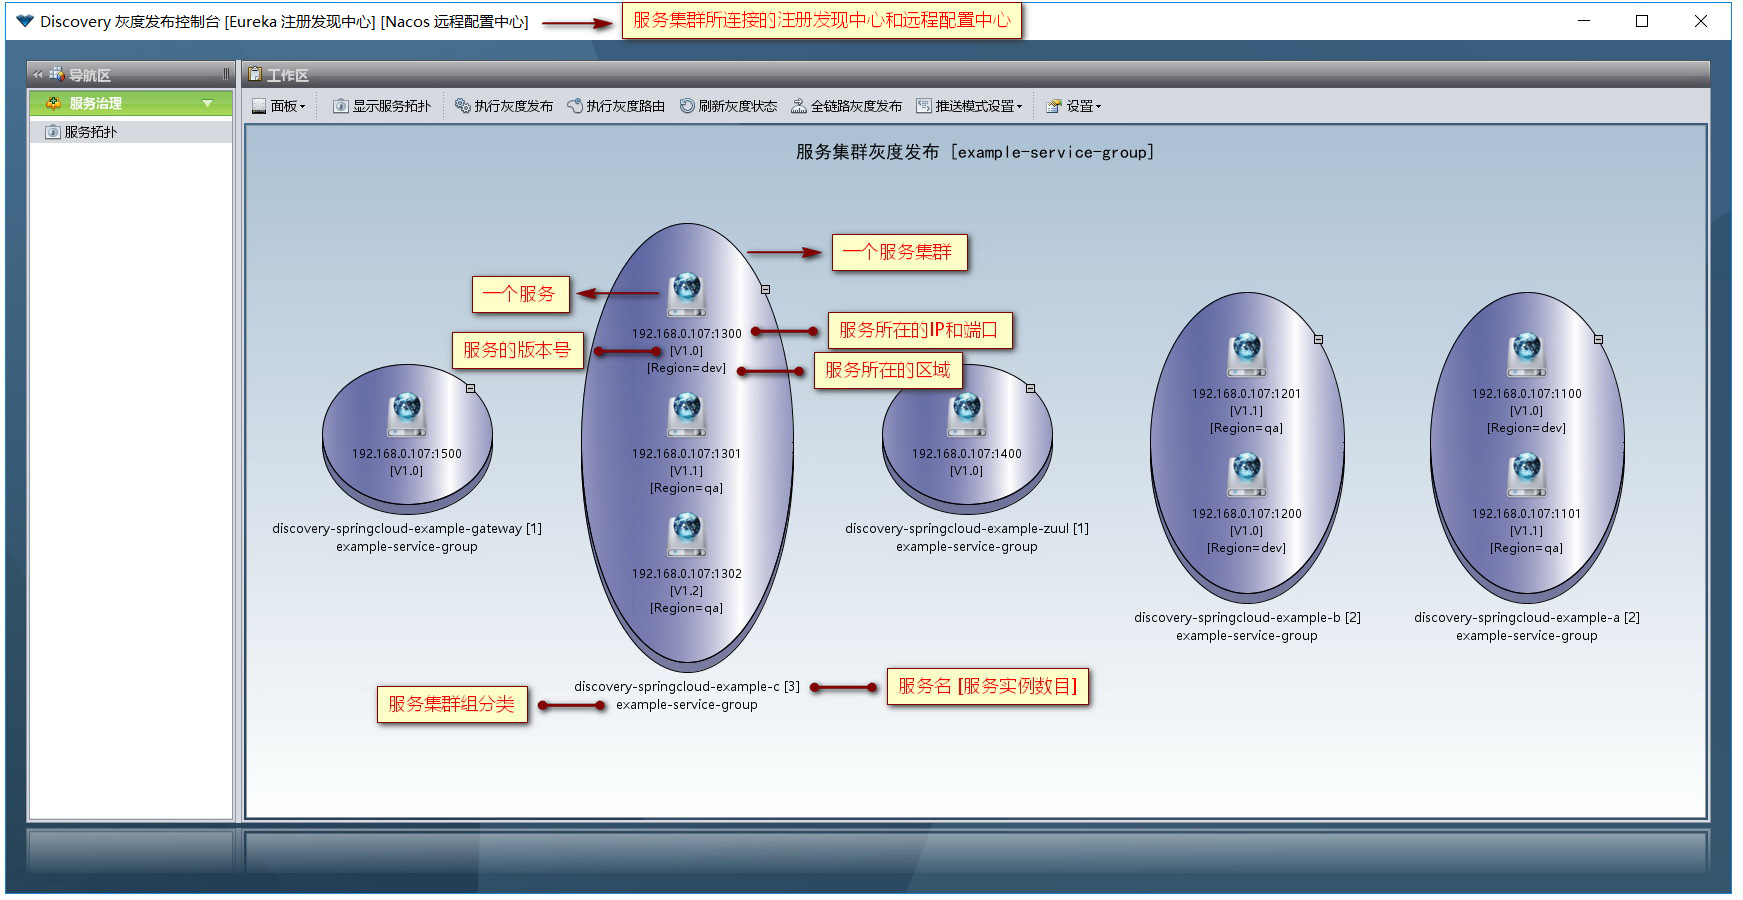 Discovery 灰度发布控制台 [Eureka 注册发现中心] [Nacos 远程配置中心]
服务集群所连接的注册发现中心和远程配置中心
导航区
工作区
服务治理
服务拓扑
面板
显示服务拓扑
执行灰度发布
执行灰度路由
刷新灰度状态
全链路灰度发布
推送模式设置
设置
服务集群灰度发布 [example-service-group]
一个服务集群
一个服务
服务所在的IP和端口
服务的版本号
服务所在的区域
192.168.0.107:1500
[V1.0]
discovery-springcloud-example-gateway [1]
example-service-group
192.168.0.107:1300
[V1.0]
[Region=dev]
192.168.0.107:1301
[V1.1]
[Region=qa]
192.168.0.107:1302
[V1.2]
[Region=qa]
discovery-springcloud-example-c [3]
example-service-group
服务名 [服务实例数目]
服务集群组分类
192.168.0.107:1400
[V1.0]
discovery-springcloud-example-zuul [1]
example-service-group
192.168.0.107:1201
[V1.1]
[Region=qa]
192.168.0.107:1200
[V1.0]
[Region=dev]
discovery-springcloud-example-b [2]
example-service-group
192.168.0.107:1100
[V1.0]
[Region=dev]
192.168.0.107:1101
[V1.1]
[Region=qa]
discovery-springcloud-example-a [2]
example-service-group